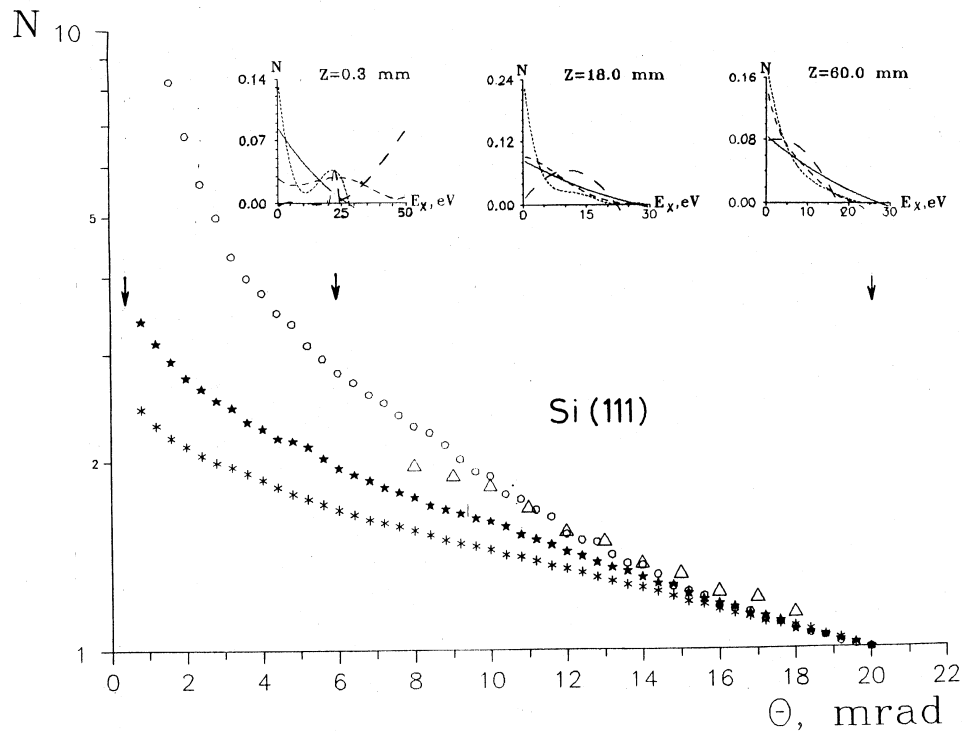 N 10
N Z=0.3 mm
0.14
0.07
0.00
0 25 50
Eχ, eV
N Z=18.0 mm
0.24
0.12
0.00
0 15 30
Eχ, eV
N Z=60.0 mm
0.16
0.08
0.00
0 10 20 30
Eχ, eV
5
Si (111)
2
1
0 2 4 6 8 10 12 14 16 18 20 22
Θ, mrad